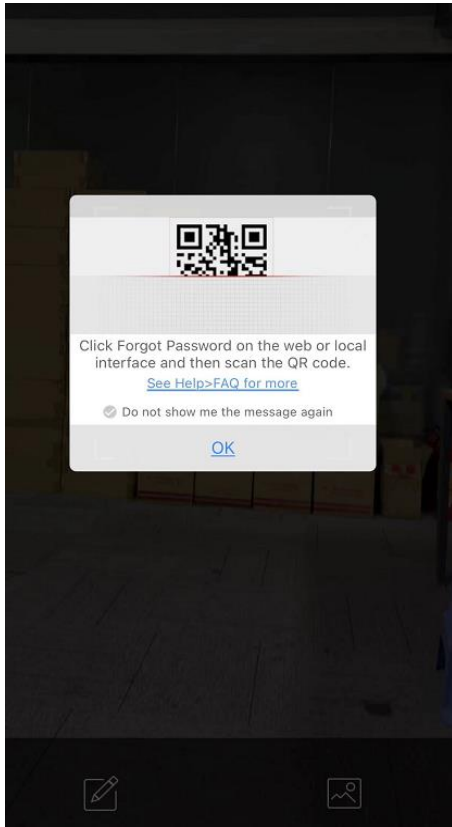 Click Forgot Password on the web or local
interface and then scan the QR code.
See Help>FAQ for more
Do not show me the message again
OK